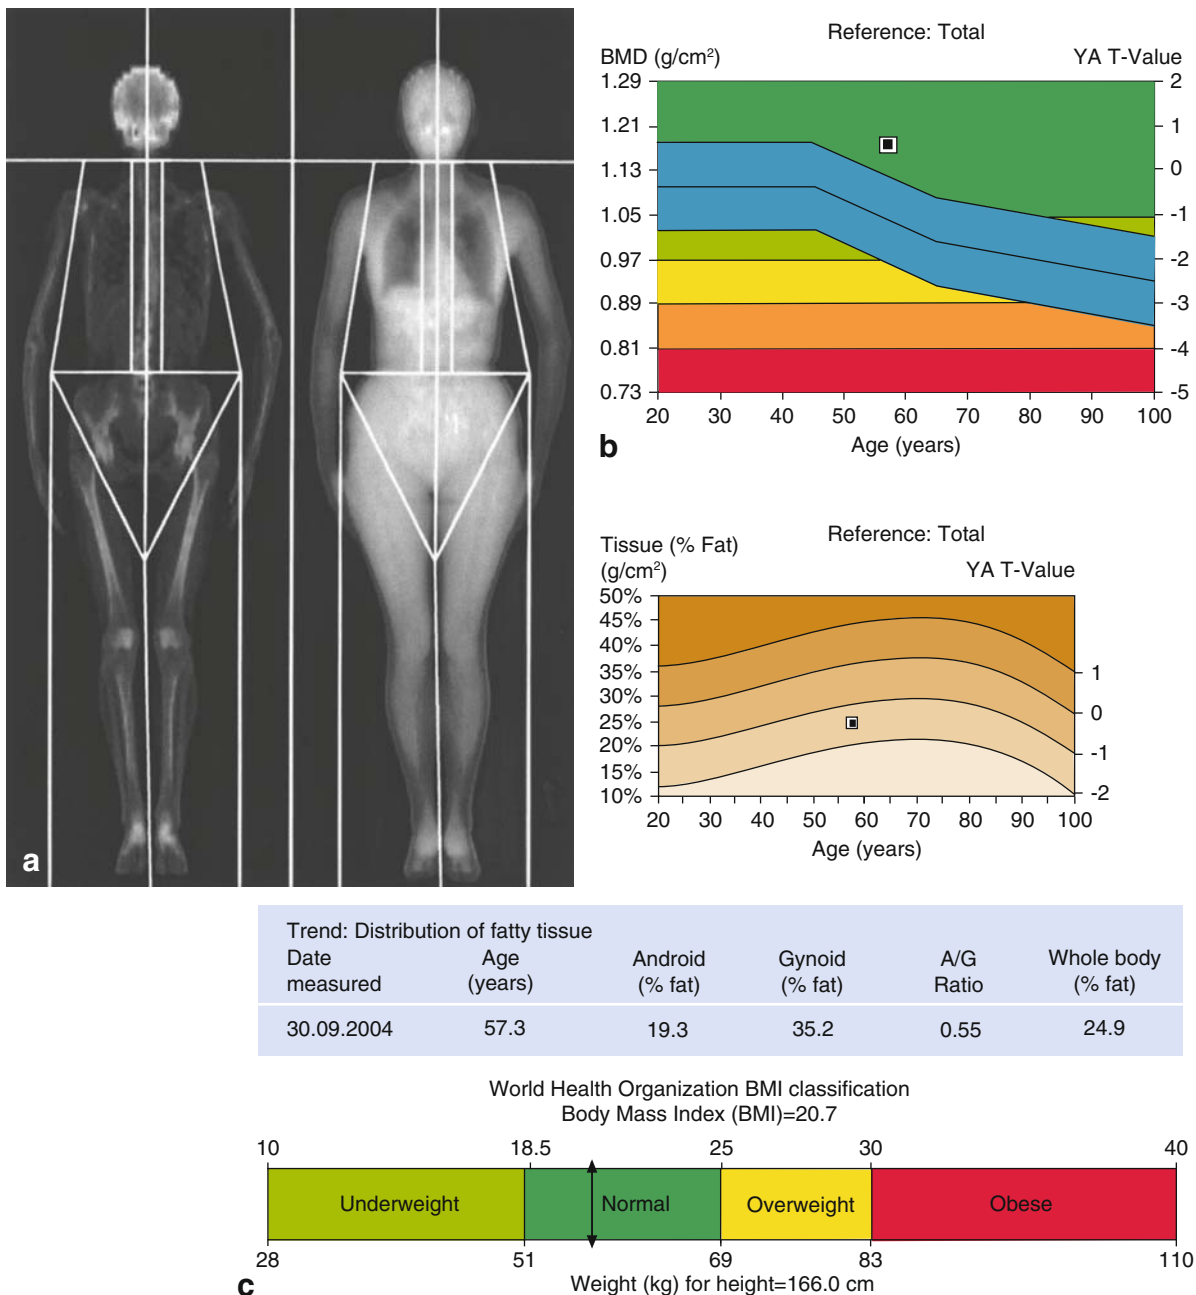 a
Reference: Total
BMD (g/cm²) YA T-Value
1.29 2
1.21 1
1.13 0
1.05 -1
0.97 -2
0.89 -3
0.81 -4
0.73 -5
20 30 40 50 60 70 80 90 100
Age (years)
b
Reference: Total
Tissue (% Fat)
(g/cm²) YA T-Value
50%
45%
40%
35% 1
30% 0
25%
20% -1
15%
10% -2
20 30 40 50 60 70 80 90 100
Age (years)
Trend: Distribution of fatty tissue
Date Age Android Gynoid A/G Whole body
measured (years) (% fat) (% fat) Ratio (% fat)
30.09.2004 57.3 19.3 35.2 0.55 24.9
World Health Organization BMI classification
Body Mass Index (BMI)=20.7
10 18.5 25 30 40
Underweight Normal Overweight Obese
28 51 69 83 110
c Weight (kg) for height=166.0 cm